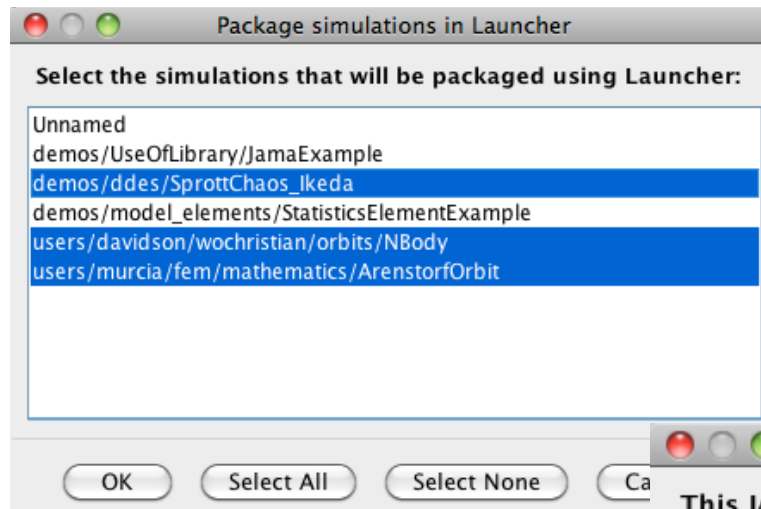 Package simulations in Launcher
Select the simulations that will be packaged using Launcher:
Unnamed
demos/UseOfLibrary/JamaExample
demos/ddes/SprottChaos_Ikeda
demos/model_elements/StatisticsElementExample
users/davidson/wochristian/orbits/NBody
users/murcia/fem/mathematics/ArenstorfOrbit
OK Select All Select None Ca
This